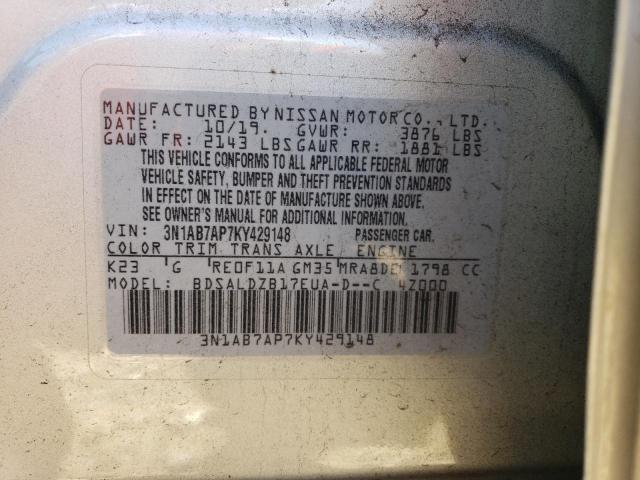 MANUFACTURED BY NISSAN MOTOR CO., LTD.
DATE: 10/19. GVWR: 3876 LBS
GAWR FR: 2143 LBS GAWR RR: 1881 LBS
THIS VEHICLE CONFORMS TO ALL APPLICABLE FEDERAL MOTOR
VEHICLE SAFETY, BUMPER AND THEFT PREVENTION STANDARDS
IN EFFECT ON THE DATE OF MANUFACTURE SHOWN ABOVE.
SEE OWNER'S MANUAL FOR ADDITIONAL INFORMATION.
VIN: 3N1AB7AP7KY429148 PASSENGER CAR.
COLOR TRIM TRANS AXLE ENGINE
K23 G RE0F11A GM35 MRA8DE 1798 CC
MODEL: BDSALDZB17EUA-D--C 4Z000
3N1AB7AP7KY429148